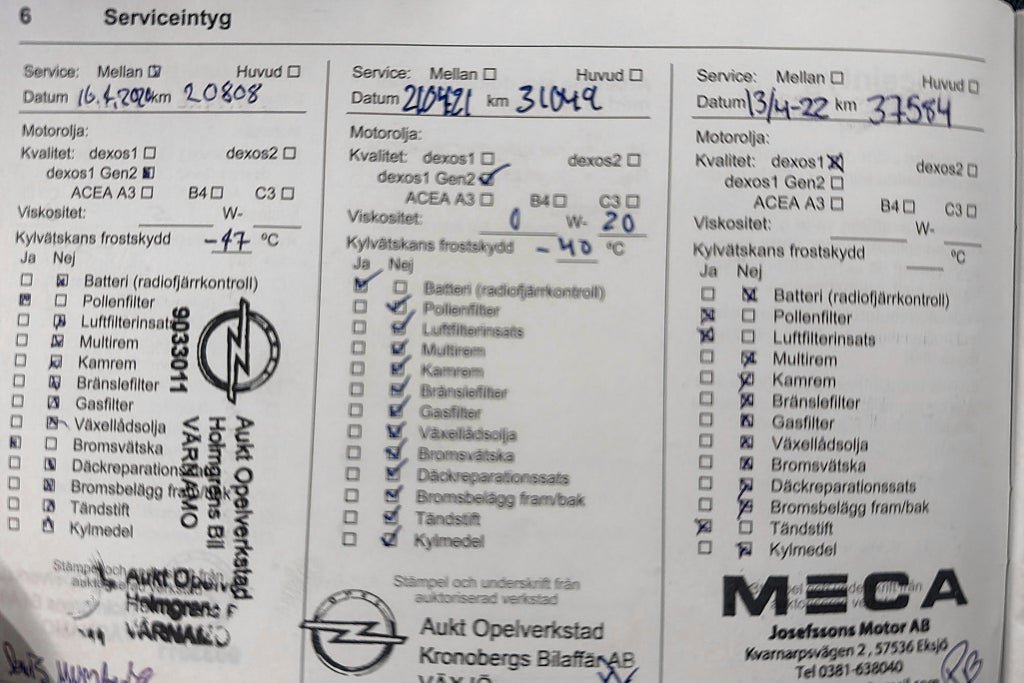 6 Serviceintyg
Service: Mellan Huvud
Datum 16.4.2020 km 20808
Motorolja:
Kvalitet: dexos1 dexos2
dexos1 Gen2
ACEA A3 B4 C3
Viskositet: W-
Kylvätskans frostskydd -47 ºC
Ja Nej
Batteri (radiofjärrkontroll)
Pollenfilter
Luftfilterinsats
Multirem
Kamrem
Bränslefilter
Gasfilter
Växellådsolja
Bromsvätska
Däckreparationssats
Bromsbelägg fram/bak
Tändstift
Kylmedel
9033011
Aukt Opelverkstad
Holmgrens Bil
VÄRNAMO
Stämpel och från
Aukt Opel
Holmgrens
VÄRNAMO
Service: Mellan Huvud
Datum 210421 km 31049
Motorolja:
Kvalitet: dexos1 dexos2
dexos1 Gen2
ACEA A3 B4 C3
Viskositet: 0 W- 20
Kylvätskans frostskydd -40 ºC
Ja Nej
Batteri (radiofjärrkontroll)
Pollenfilter
Luftfilterinsats
Multirem
Kamrem
Bränslefilter
Gasfilter
Växellådsolja
Bromsvätska
Däckreparationssats
Bromsbelägg fram/bak
Tändstift
Kylmedel
Stämpel och underskrift från
auktoriserad verkstad
Aukt Opelverkstad
Kronobergs Bilaffär AB
VÄXJÖ
Service: Mellan Huvud
Datum 13/4-22 km 37584
Motorolja:
Kvalitet: dexos1 dexos2
dexos1 Gen2
ACEA A3 B4 C3
Viskositet: W-
Kylvätskans frostskydd ºC
Ja Nej
Batteri (radiofjärrkontroll)
Pollenfilter
Luftfilterinsats
Multirem
Kamrem
Bränslefilter
Gasfilter
Växellådsolja
Bromsvätska
Däckreparationssats
Bromsbelägg fram/bak
Tändstift
Kylmedel
MECA
Josefssons Motor AB
Kvarnarpsvägen 2, 57536 Eksjö
Tel 0381-638040